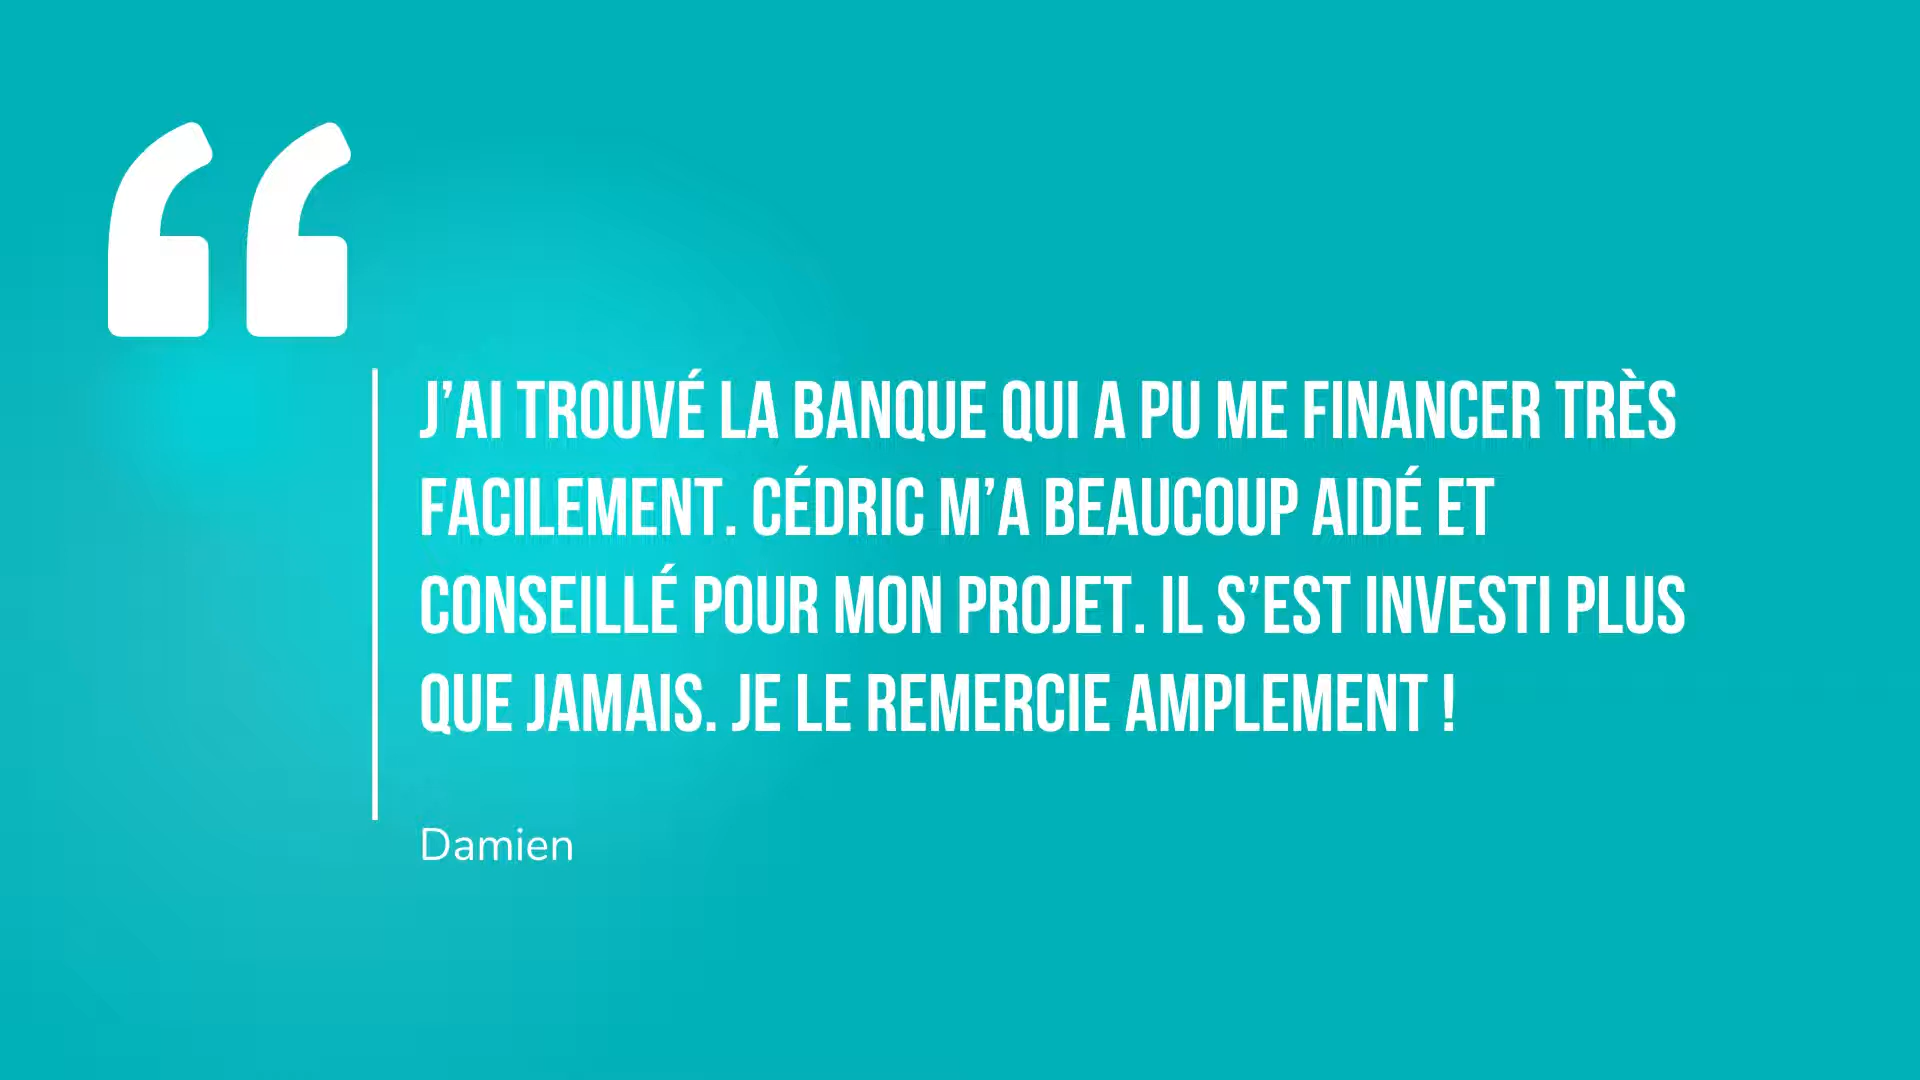 J’AI TROUVÉ LA BANQUE QUI A PU ME FINANCER TRÈS
FACILEMENT. CÉDRIC M’A BEAUCOUP AIDÉ ET
CONSEILLÉ POUR MON PROJET. IL S’EST INVESTI PLUS
QUE JAMAIS. JE LE REMERCIE AMPLEMENT !
Damien